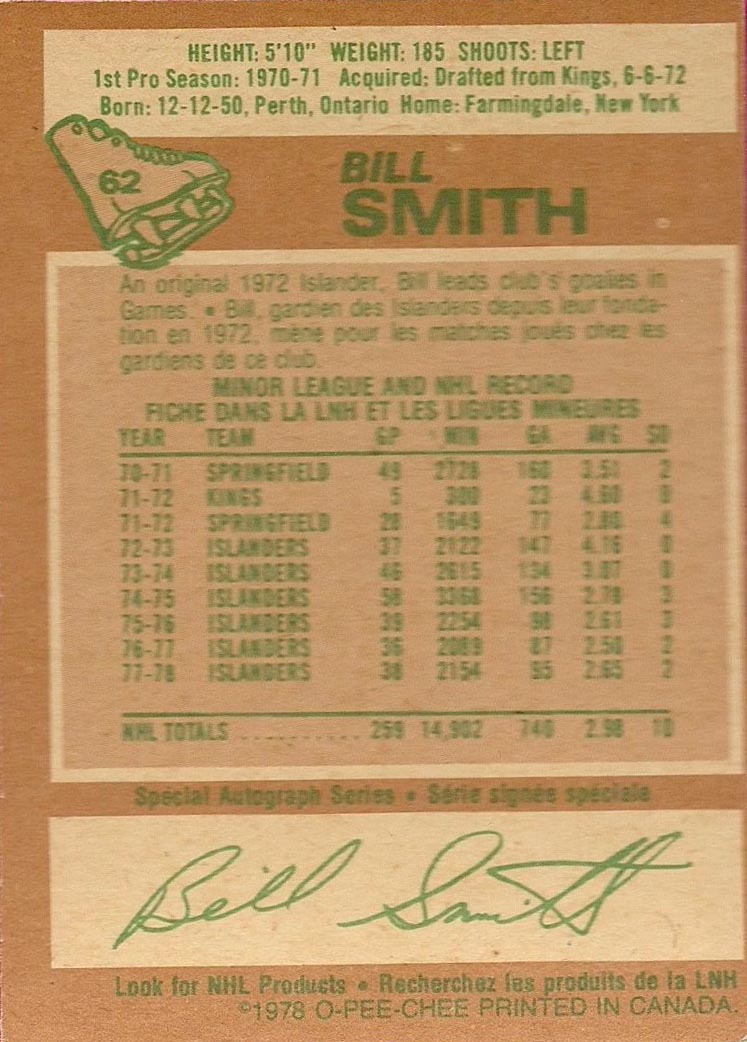 HEIGHT: 5'10" WEIGHT: 185 SHOOTS: LEFT
1st Pro Season: 1970-71 Acquired: Drafted from Kings, 6-6-72
Born: 12-12-50, Perth, Ontario Home: Farmingdale, New York
62
BILL
SMITH
An original 1972 Islander, Bill leads club's goalies in
Games. • Bill, gardien des Islanders depuis leur fonda-
tion en 1972, mène pour les matches joués chez les
gardiens de ce club.
MINOR LEAGUE AND NHL RECORD
FICHE DANS LA LNH ET LES LIGUES MINEURES
YEAR TEAM GP MIN GA AVG SO
70-71 SPRINGFIELD 49 2728 160 3.51 2
71-72 KINGS 5 300 23 4.60 0
71-72 SPRINGFIELD 28 1649 77 2.80 4
72-73 ISLANDERS 37 2122 147 4.16 0
73-74 ISLANDERS 46 2615 134 3.07 0
74-75 ISLANDERS 58 3368 156 2.78 3
75-76 ISLANDERS 39 2254 98 2.61 3
76-77 ISLANDERS 36 2089 87 2.50 2
77-78 ISLANDERS 38 2154 95 2.65 2
NHL TOTALS ............ 259 14,902 740 2.98 10
Special Autograph Series • Série signée spéciale
Bill Smith
Look for NHL Products • Recherchez les produits de la LNH
©1978 O-PEE-CHEE PRINTED IN CANADA.